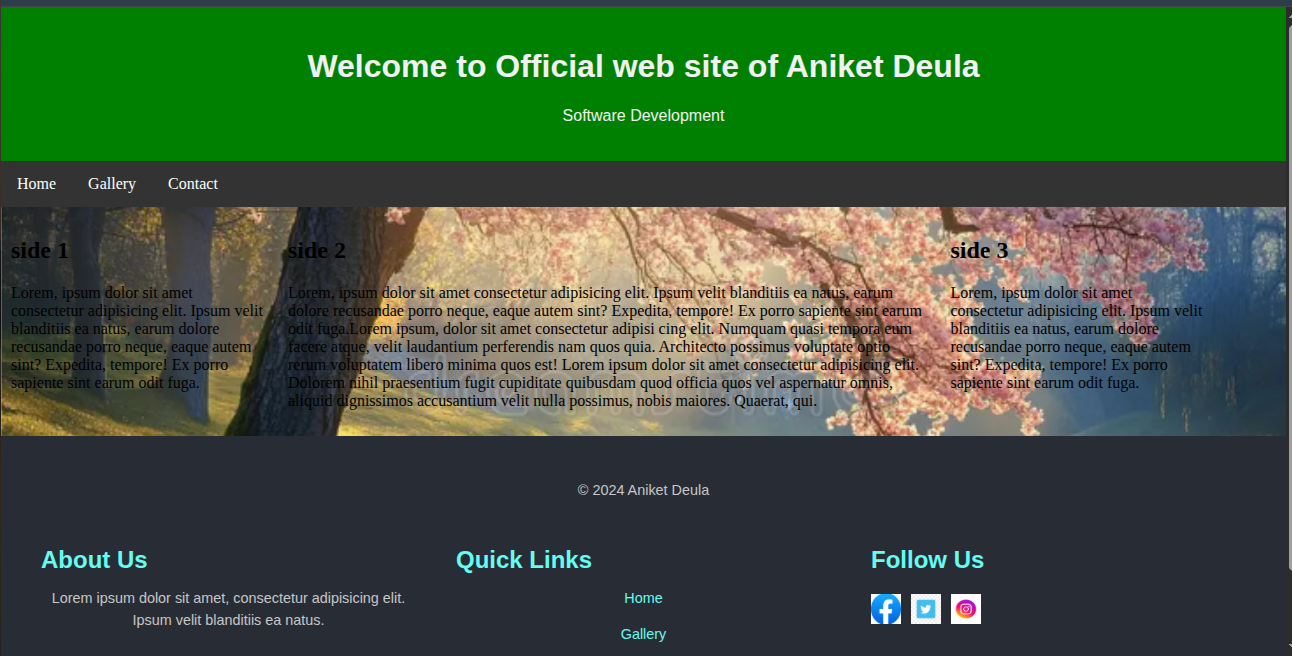 Welcome to Official web site of Aniket Deula
Software Development
Home
Gallery
Contact
side 1
Lorem, ipsum dolor sit amet
consectetur adipisicing elit. Ipsum velit
blanditiis ea natus, earum dolore
recusandae porro neque, eaque autem
sint? Expedita, tempore! Ex porro
sapiente sint earum odit fuga.
side 2
Lorem, ipsum dolor sit amet consectetur adipisicing elit. Ipsum velit blanditiis ea natus, earum
dolore recusandae porro neque, eaque autem sint? Expedita, tempore! Ex porro sapiente sint earum
odit fuga.Lorem ipsum, dolor sit amet consectetur adipisi cing elit. Numquam quasi tempora eum
facere atque, velit laudantium perferendis nam quos quia. Architecto possimus voluptate optio
rerum voluptatem libero minima quos est! Lorem ipsum dolor sit amet consectetur adipisicing elit.
Dolorem nihil praesentium fugit cupiditate quibusdam quod officia quos vel aspernatur omnis,
aliquid dignissimos accusantium velit nulla possimus, nobis maiores. Quaerat, qui.
side 3
Lorem, ipsum dolor sit amet
consectetur adipisicing elit. Ipsum velit
blanditiis ea natus, earum dolore
recusandae porro neque, eaque autem
sint? Expedita, tempore! Ex porro
sapiente sint earum odit fuga.
© 2024 Aniket Deula
About Us
Lorem ipsum dolor sit amet, consectetur adipisicing elit.
Ipsum velit blanditiis ea natus.
Quick Links
Home
Gallery
Follow Us